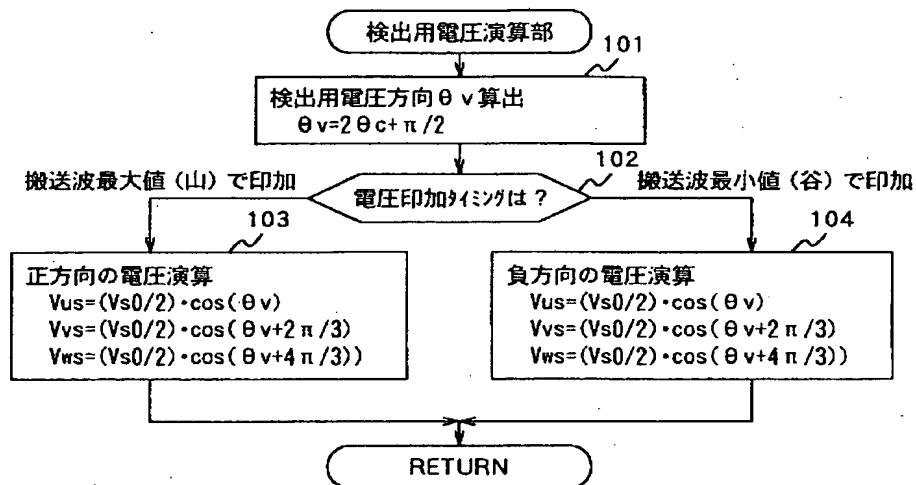 検出用電圧演算部
101
検出用電圧方向θv算出
θv=2θc+π/2
102
搬送波最大値(山)で印加
電圧印加ﾀｲﾐﾝｸﾞは?
搬送波最小値(谷)で印加
103
正方向の電圧演算
Vus=(Vs0/2)・cos(θv)
Vvs=(Vs0/2)・cos(θv+2π/3)
Vws=(Vs0/2)・cos(θv+4π/3))
104
負方向の電圧演算
Vus=(Vs0/2)・cos(θv)
Vvs=(Vs0/2)・cos(θv+2π/3)
Vws=(Vs0/2)・cos(θv+4π/3))
RETURN